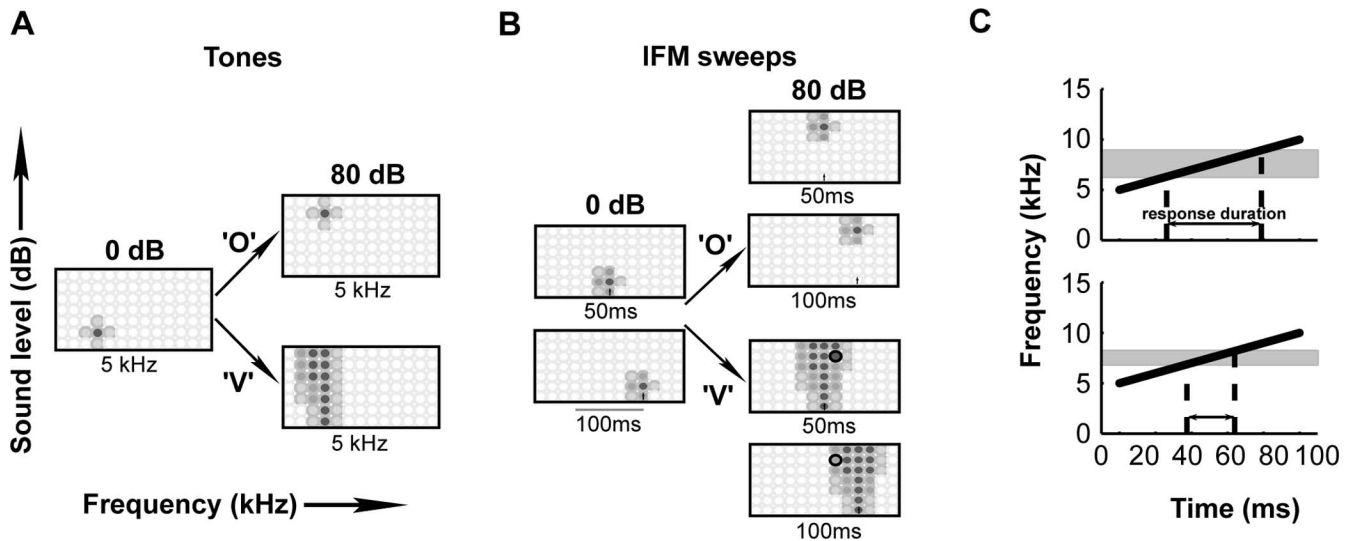 A
Tones
Sound level (dB)
0 dB
5 kHz
'O'
'V'
80 dB
5 kHz
5 kHz
Frequency (kHz)
B
IFM sweeps
0 dB
50ms
100ms
'O'
'V'
80 dB
50ms
100ms
50ms
100ms
C
Frequency (kHz)
15
10
5
0
response duration
15
10
5
0
0 20 40 60 80 100
Time (ms)